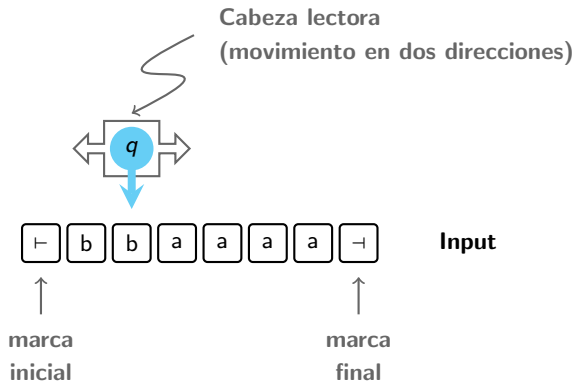 Cabeza lectora
(movimiento en dos direcciones)
q
⊢ b b a a a a ⊣ Input
marca marca
inicial final